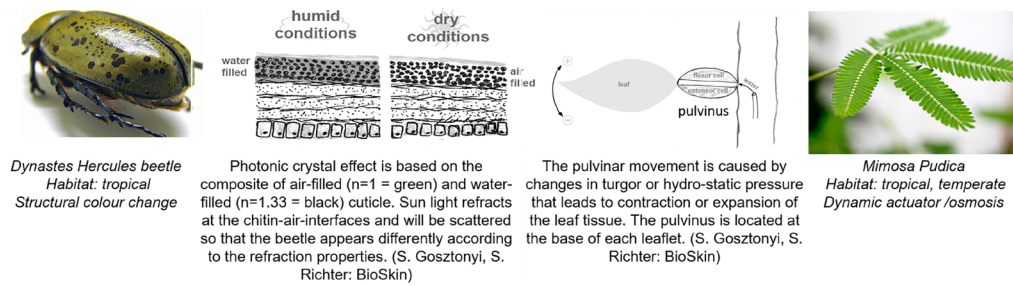 humid
conditions
dry
conditions
water
filled
air
filled
leaf
flexor cell
extensor cell
water
pulvinus
Dynastes Hercules beetle
Habitat: tropical
Structural colour change
Photonic crystal effect is based on the
composite of air-filled (n=1 = green) and water-
filled (n=1.33 = black) cuticle. Sun light refracts
at the chitin-air-interfaces and will be scattered
so that the beetle appears differently according
to the refraction properties. (S. Gosztonyi, S.
Richter: BioSkin)
The pulvinar movement is caused by
changes in turgor or hydro-static pressure
that leads to contraction or expansion of
the leaf tissue. The pulvinus is located at
the base of each leaflet. (S. Gosztonyi, S.
Richter: BioSkin)
Mimosa Pudica
Habitat: tropical, temperate
Dynamic actuator /osmosis